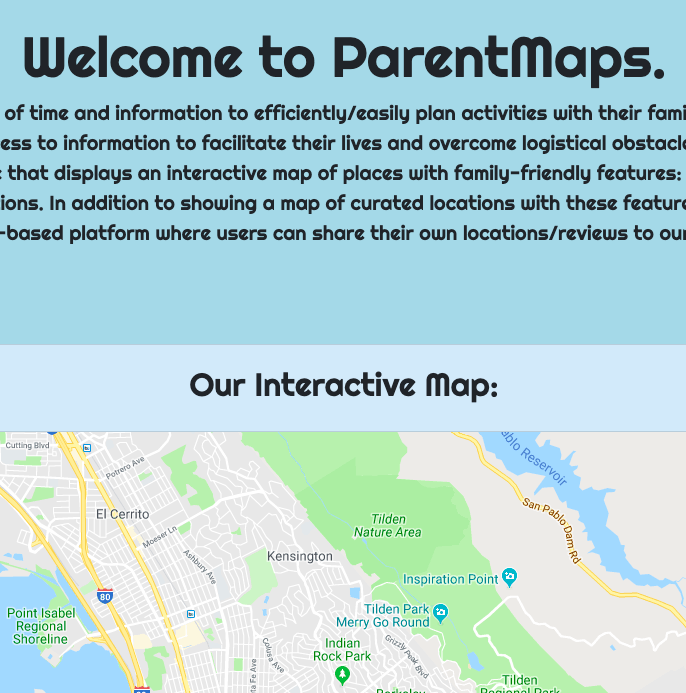 Welcome to ParentMaps.
of time and information to efficiently/easily plan activities with their fami
ess to information to facilitate their lives and overcome logistical obstacl
that displays an interactive map of places with family-friendly features:
ions. In addition to showing a map of curated locations with these feature
-based platform where users can share their own locations/reviews to our
Our Interactive Map:
Cutting Blvd
ablo Reservoir
Potrero Ave
El Cerrito
San Pablo Dam Rd
Tilden
Nature Area
Moeser Ln
Kensington
Ashbury Ave
Inspiration Point
80
Point Isabel
Regional
Shoreline
Tilden Park
Merry Go Round
Indian
Rock Park
Grizzly Peak Blvd
Colusa Ave
ta Fe Ave
Tilden
Regional Park
Berkeley